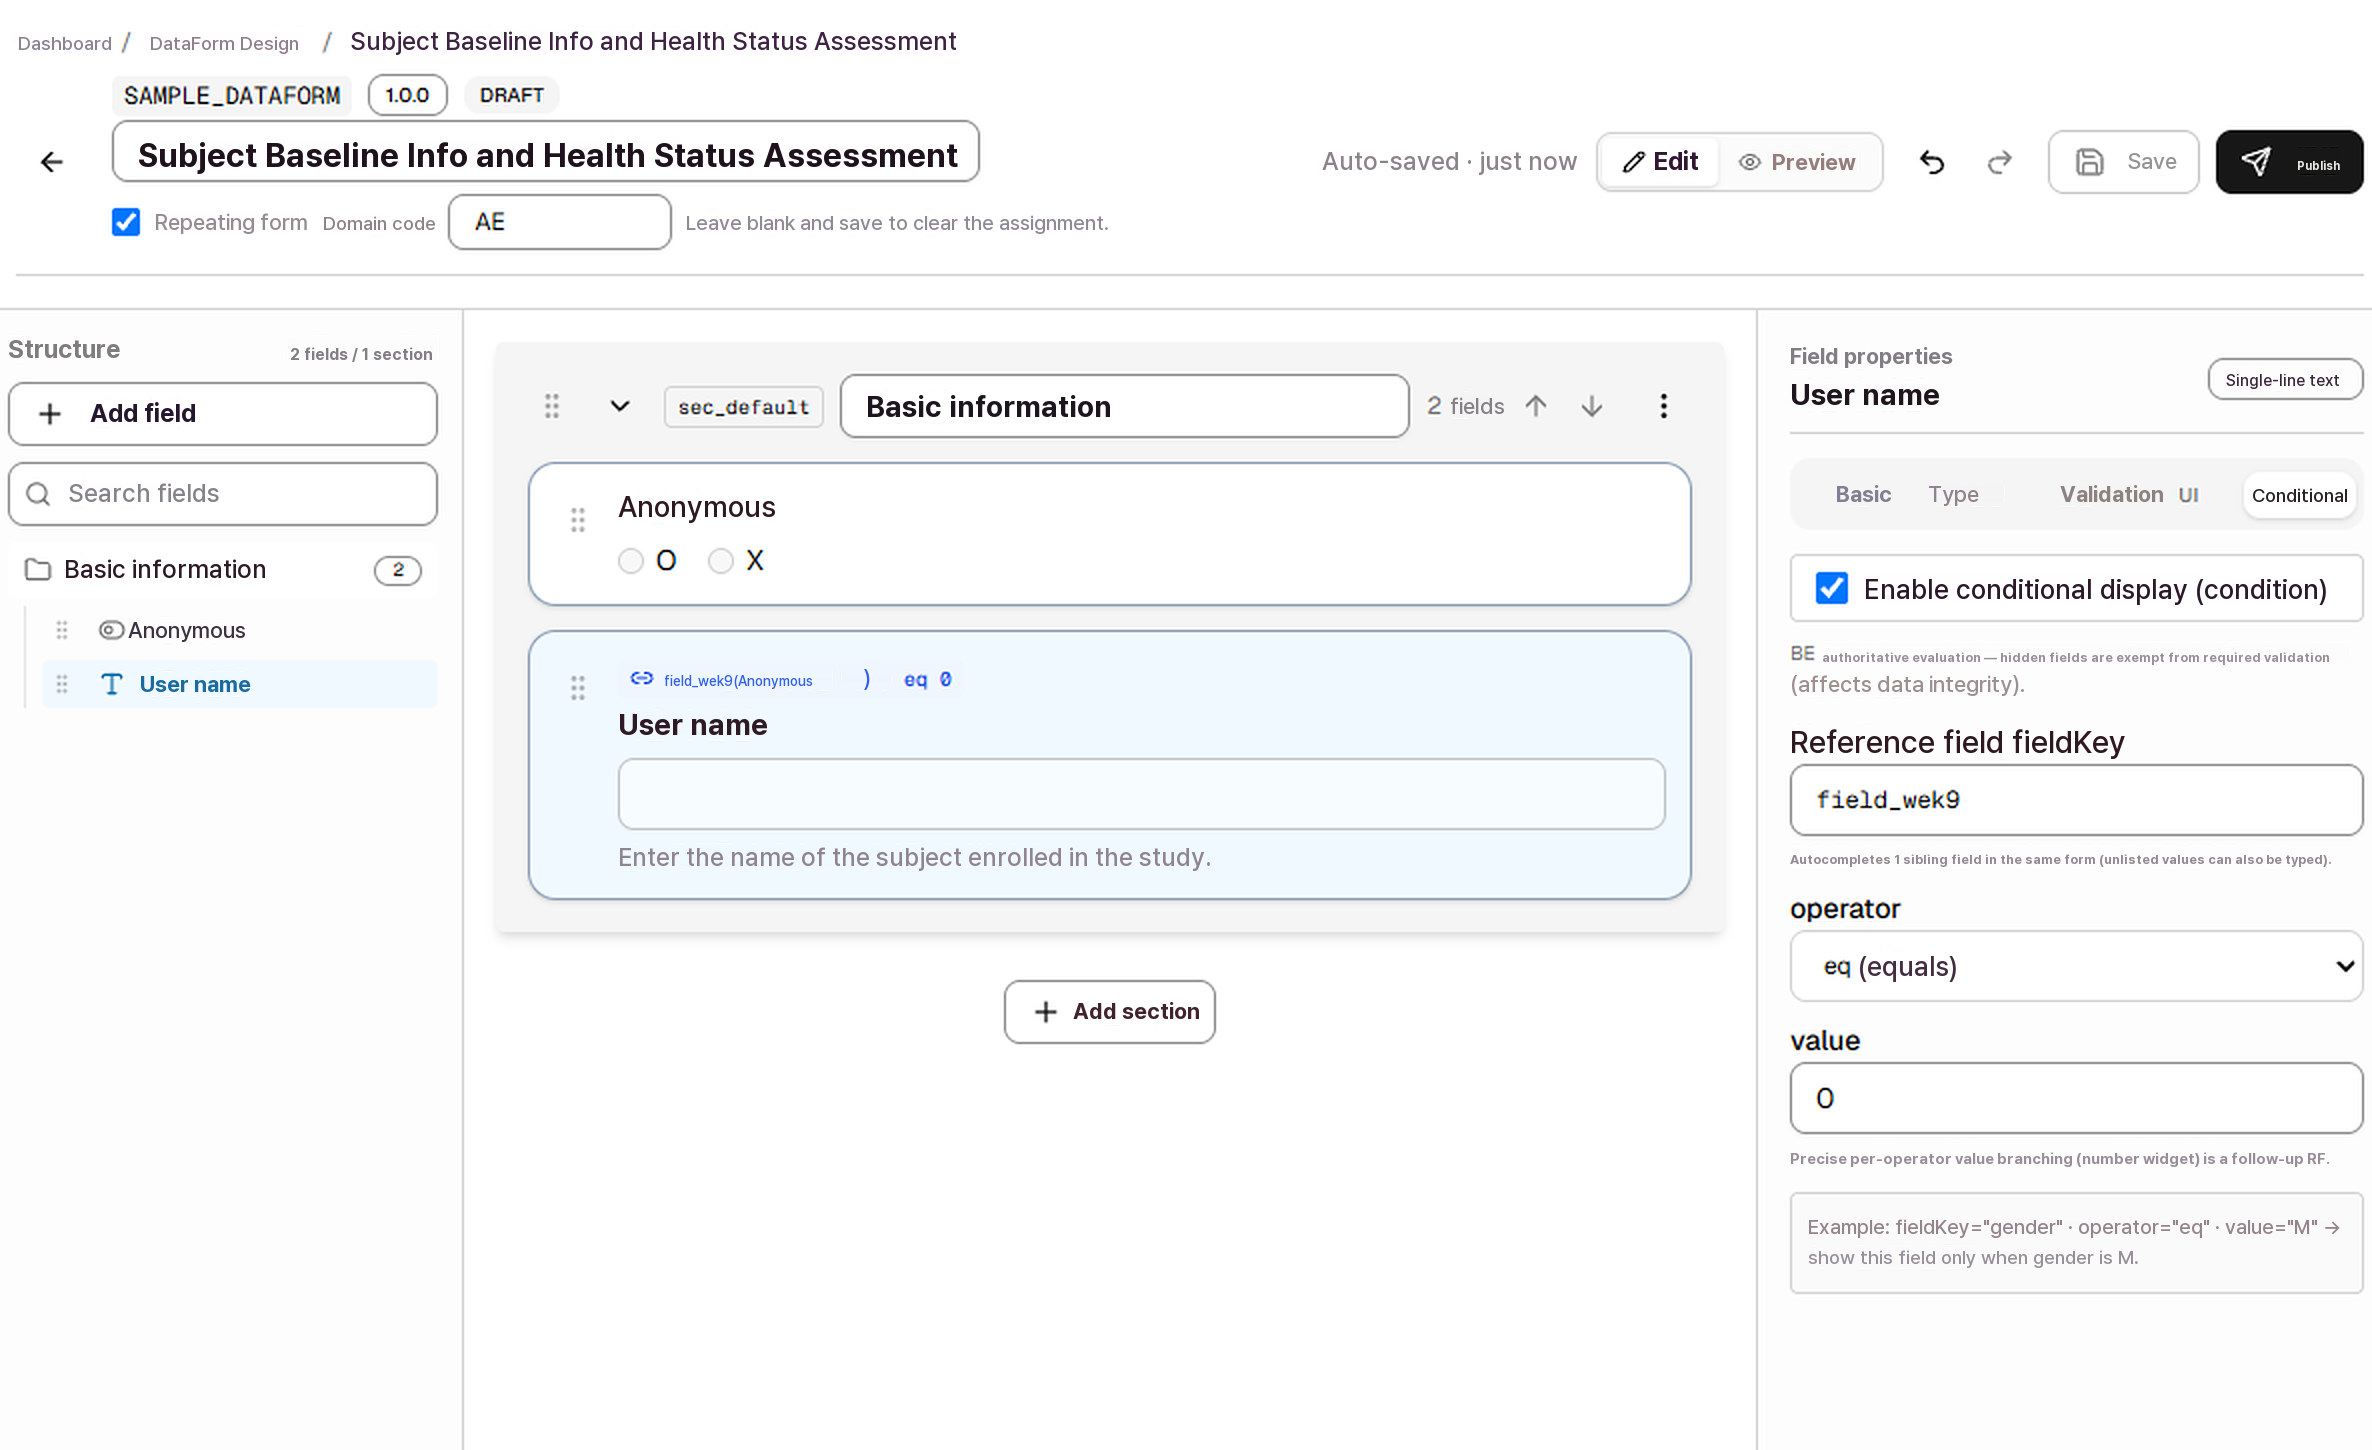 Dashboard / DataForm Design / Subject Baseline Info and Health Status Assessment
SAMPLE_DATAFORM 1.0.0 DRAFT
Subject Baseline Info and Health Status Assessment
Auto-saved · just now Edit Preview Save Publish
Repeating form Domain code AE Leave blank and save to clear the assignment.
Structure 2 fields / 1 section
Add field
Search fields
Basic information 2
Anonymous
User name
sec_default Basic information 2 fields
Anonymous
O X
field_wek9(Anonymous ) eq 0
User name
Enter the name of the subject enrolled in the study.
Add section
Field properties
User name
Single-line text
Basic Type Validation UI Conditional
Enable conditional display (condition)
BE authoritative evaluation — hidden fields are exempt from required validation
(affects data integrity).
Reference field fieldKey
field_wek9
Autocompletes 1 sibling field in the same form (unlisted values can also be typed).
operator
eq (equals)
value
0
Precise per-operator value branching (number widget) is a follow-up RF.
Example: fieldKey="gender" · operator="eq" · value="M" →
show this field only when gender is M.